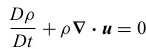 Dρ/Dt + ρ∇ · u = 0